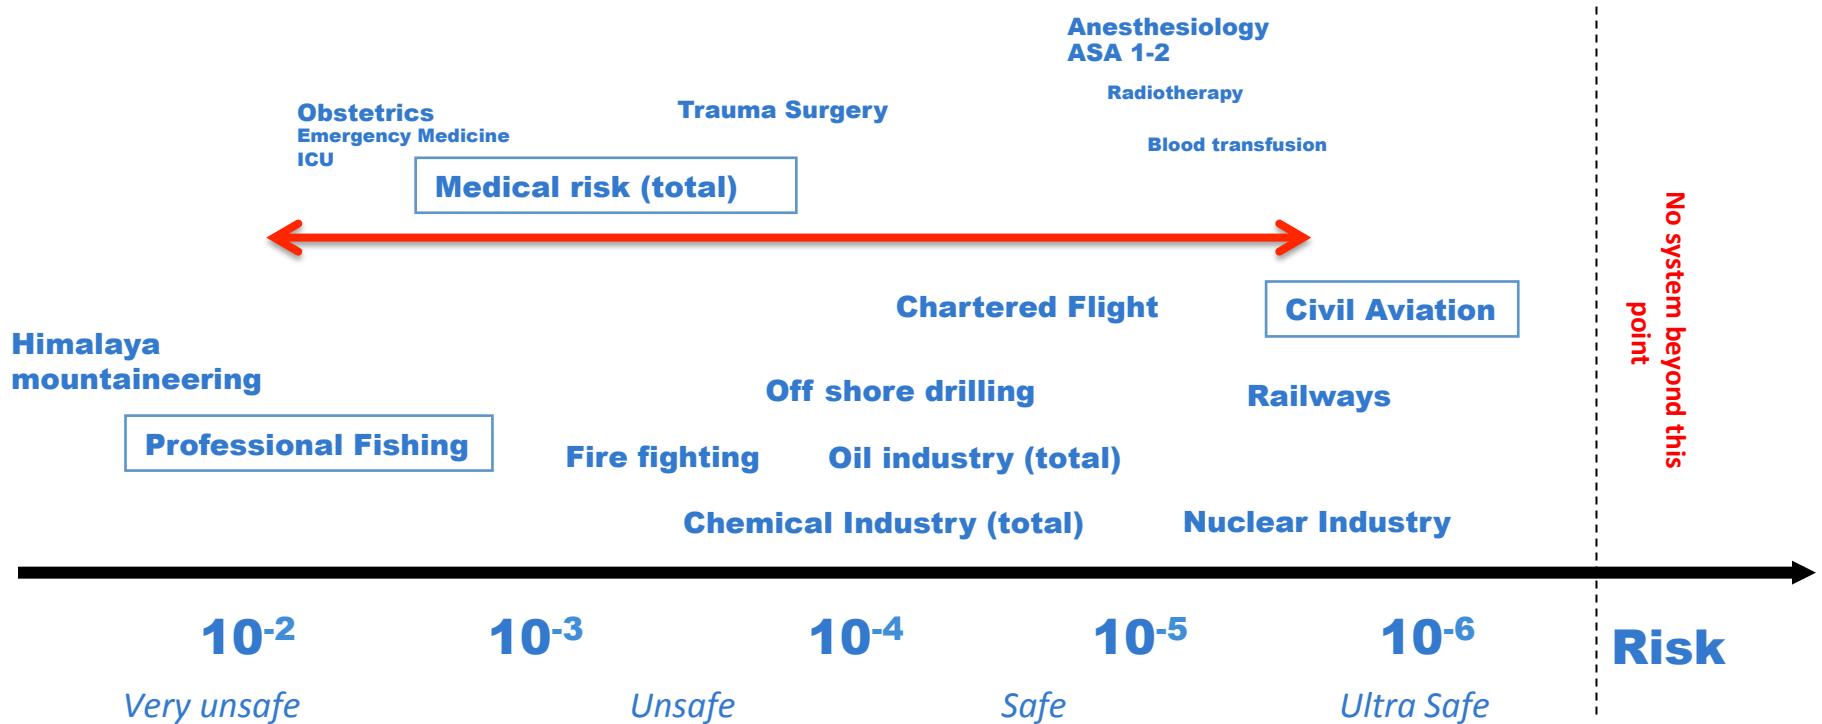 Anesthesiology
ASA 1-2
Radiotherapy
Obstetrics
Emergency Medicine
ICU
Trauma Surgery
Blood transfusion
Medical risk (total)
No system beyond this
point
Chartered Flight
Civil Aviation
Himalaya
mountaineering
Off shore drilling
Railways
Professional Fishing
Fire fighting
Oil industry (total)
Chemical Industry (total)
Nuclear Industry
10-2
10-3
10-4
10-5
10-6
Risk
Very unsafe
Unsafe
Safe
Ultra Safe